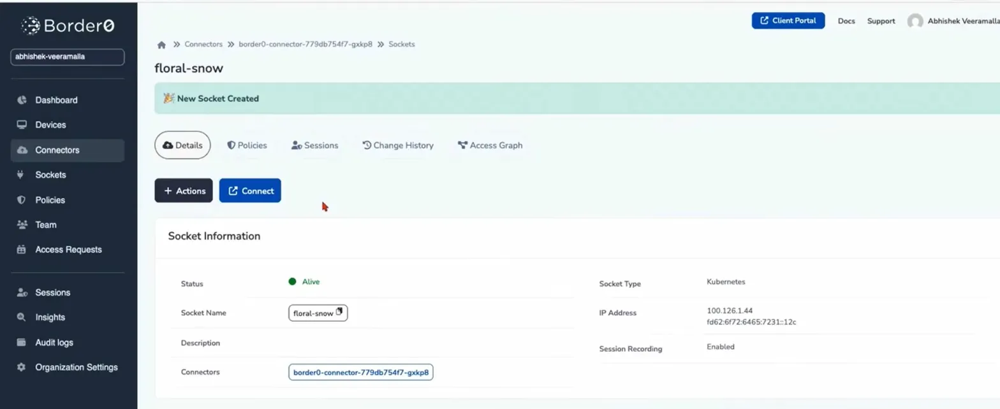 Border0
abhishek-veeramalla
Dashboard
Devices
Connectors
Sockets
Policies
Team
Access Requests
Sessions
Insights
Audit logs
Organization Settings
Client Portal Docs Support Abhishek Veeramalla
Connectors » border0-connector-779db754f7-gxkp8 » Sockets
floral-snow
New Socket Created
Details Policies Sessions Change History Access Graph
+ Actions Connect
Socket Information
Status Alive
Socket Name floral-snow
Description
Connectors border0-connector-779db754f7-gxkp8
Socket Type Kubernetes
IP Address 100.126.1.44
fd62:6f72:6465:7231::12c
Session Recording Enabled